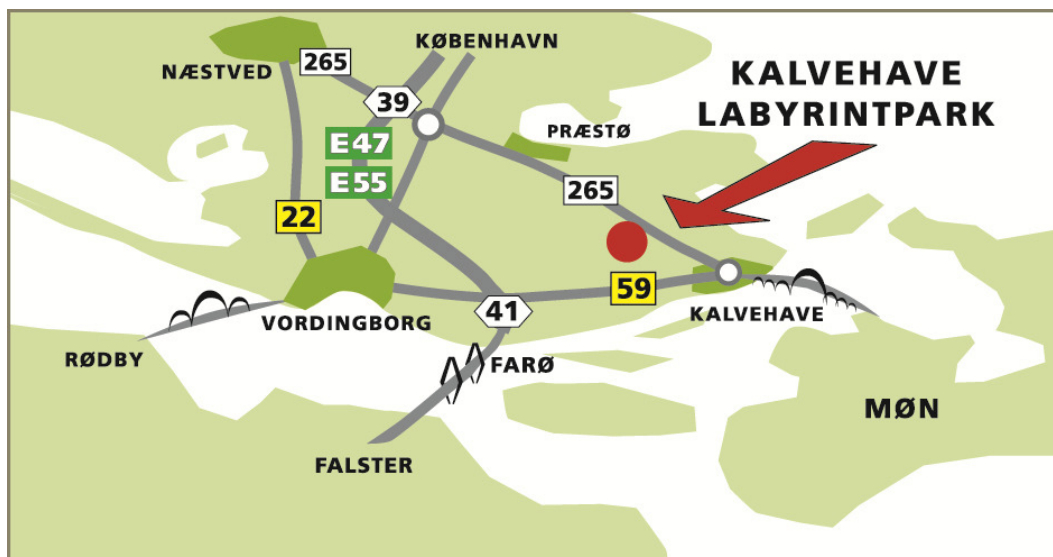 KØBENHAVN
NÆSTVED
265
KALVEHAVE
LABYRINTPARK
39
PRÆSTØ
E47
E55
265
22
59
41
VORDINGBORG
KALVEHAVE
RØDBY
FARØ
MØN
FALSTER